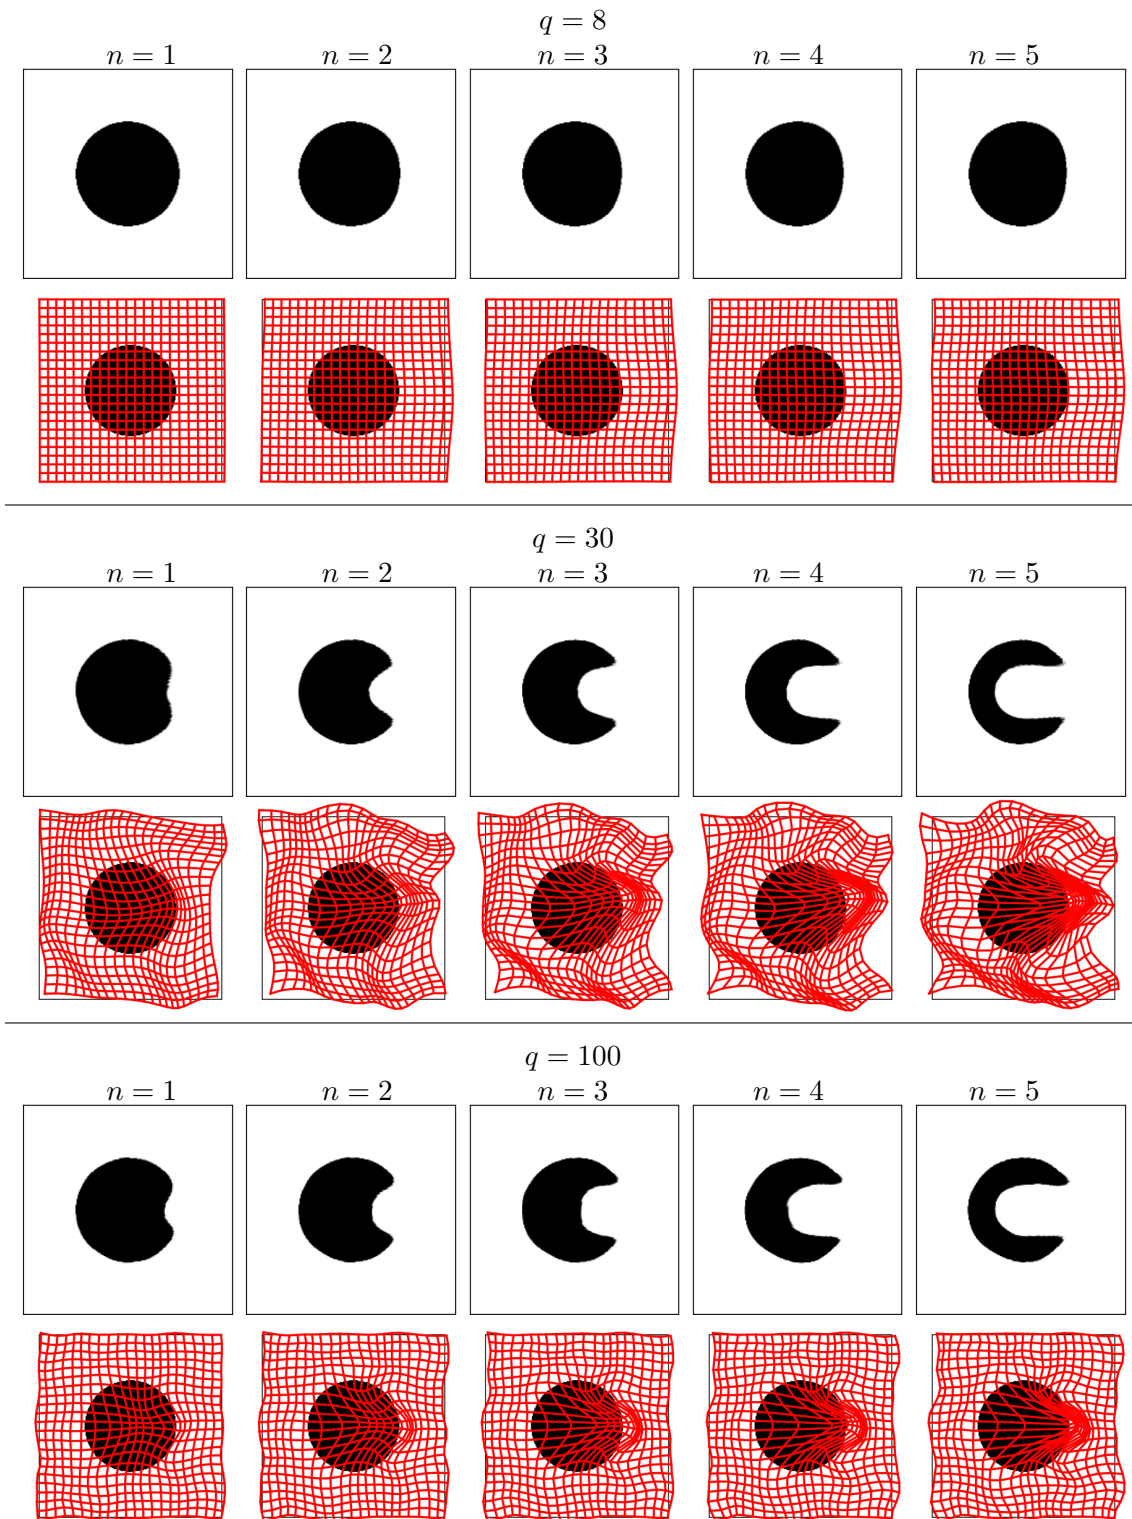 q = 8
n = 1 n = 2 n = 3 n = 4 n = 5
q = 30
n = 1 n = 2 n = 3 n = 4 n = 5
q = 100
n = 1 n = 2 n = 3 n = 4 n = 5